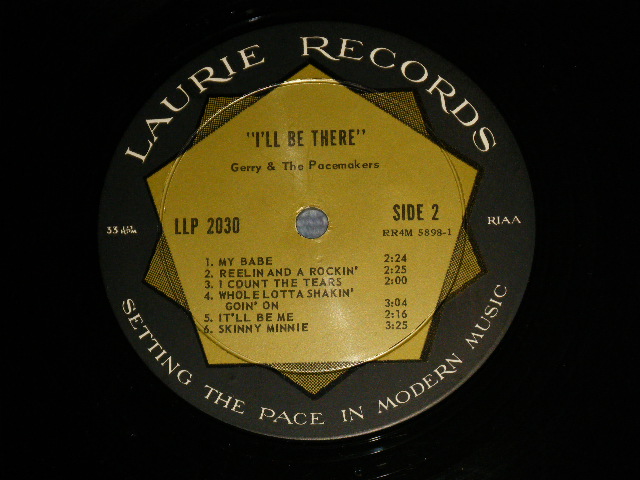 LAURIE RECORDS
"I'LL BE THERE"
Gerry & The Pacemakers
LLP 2030
SIDE 2
RR4M 5898-1
33 1/3 RPM
RIAA
1. MY BABE 2:24
2. REELIN AND A ROCKIN' 2:25
3. I COUNT THE TEARS 2:00
4. WHOLE LOTTA SHAKIN'
GOIN' ON 3:04
5. IT'LL BE ME 2:16
6. SKINNY MINNIE 3:25
SETTING THE PACE IN MODERN MUSIC